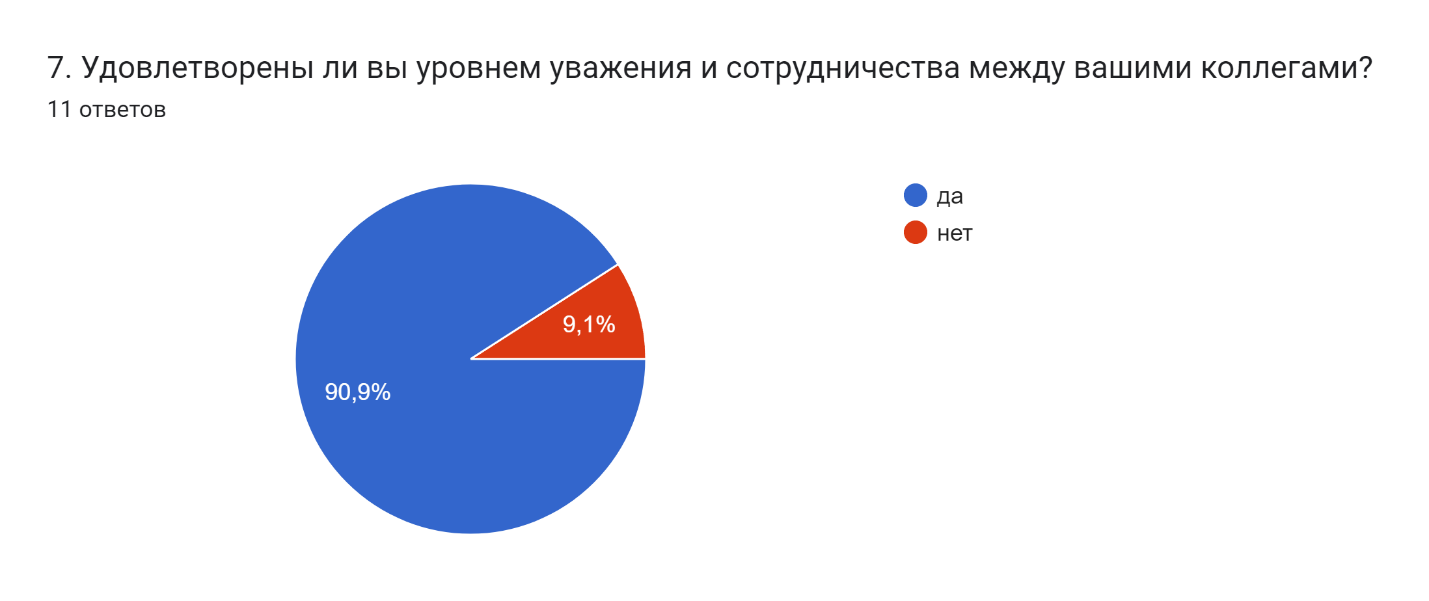 7. Удовлетворены ли вы уровнем уважения и сотрудничества между вашими коллегами?
11 ответов
да
нет
9,1%
90,9%